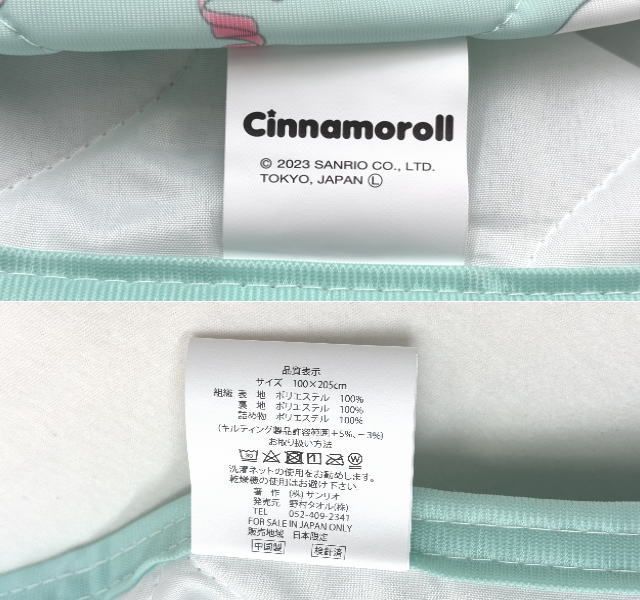 Cinnamoroll
© 2023 SANRIO CO., LTD.
TOKYO, JAPAN Ⓛ
品質表示
サイズ 100×205cm
組織 表 地 ポリエステル 100%
裏 地 ポリエステル 100%
詰め物 ポリエステル 100%
(キルティング製品許容範囲+5%、-3%)
お取り扱い方法
洗濯ネットの使用をお勧めします。
乾燥機の使用はお避け下さい。
著 作 (株)サンリオ
発売元 野村タオル(株)
TEL 052-409-2341
FOR SALE IN JAPAN ONLY
販売地域 日本限定
中国製 検針済